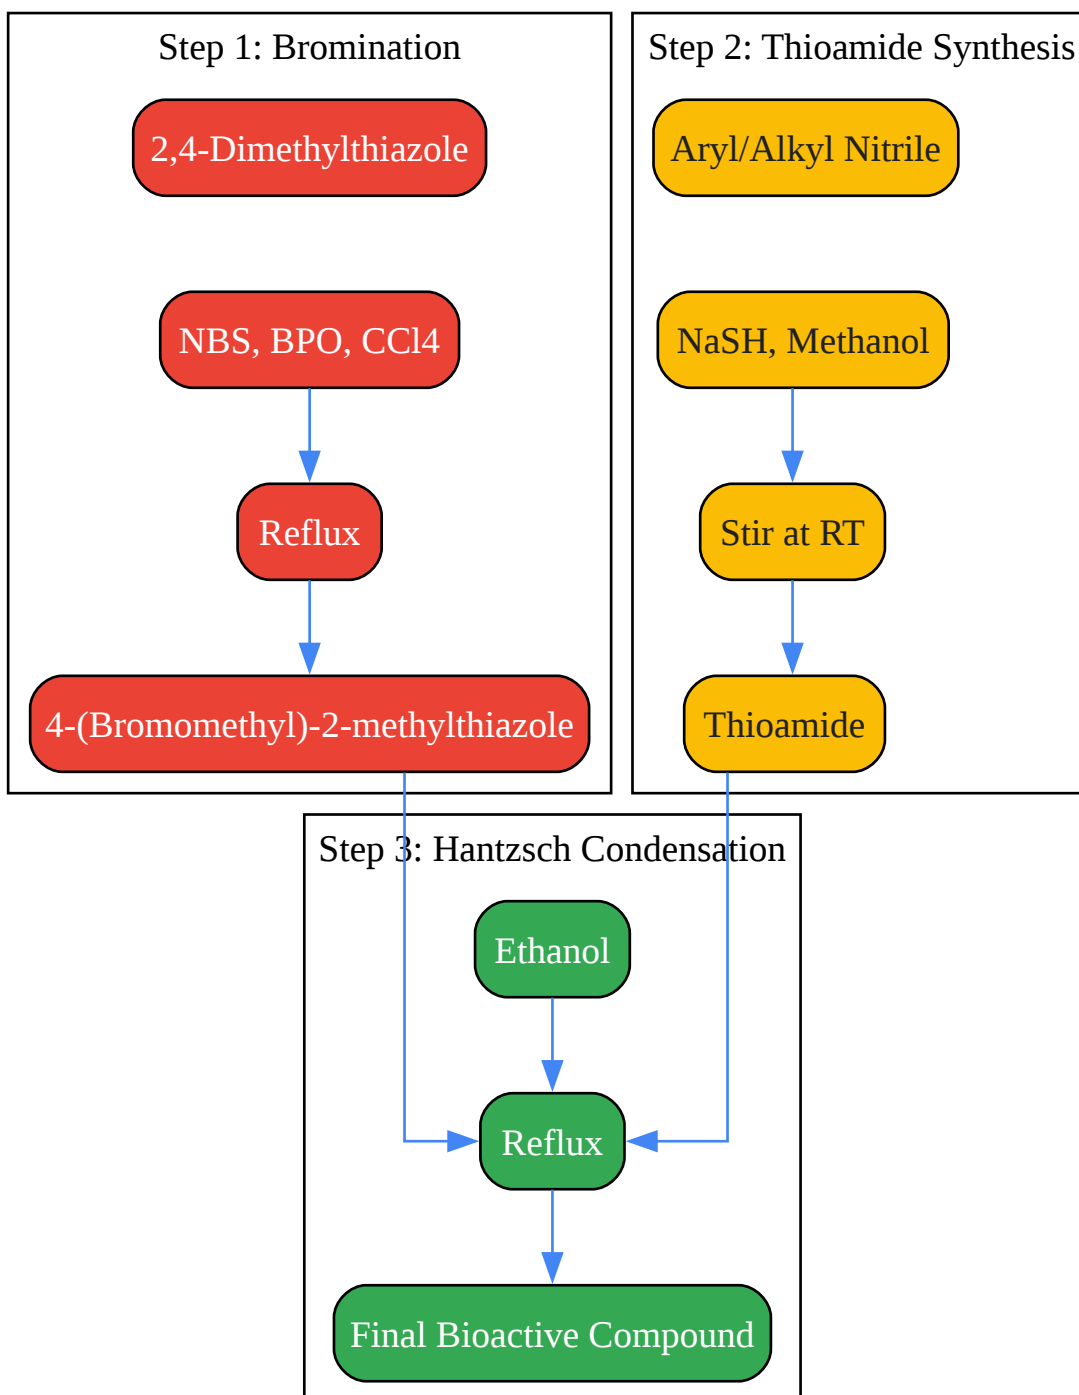 Step 1: Bromination
2,4-Dimethylthiazole
NBS, BPO, CCl4
Reflux
4-(Bromomethyl)-2-methylthiazole
Step 2: Thioamide Synthesis
Aryl/Alkyl Nitrile
NaSH, Methanol
Stir at RT
Thioamide
Step 3: Hantzsch Condensation
Ethanol
Reflux
Final Bioactive Compound